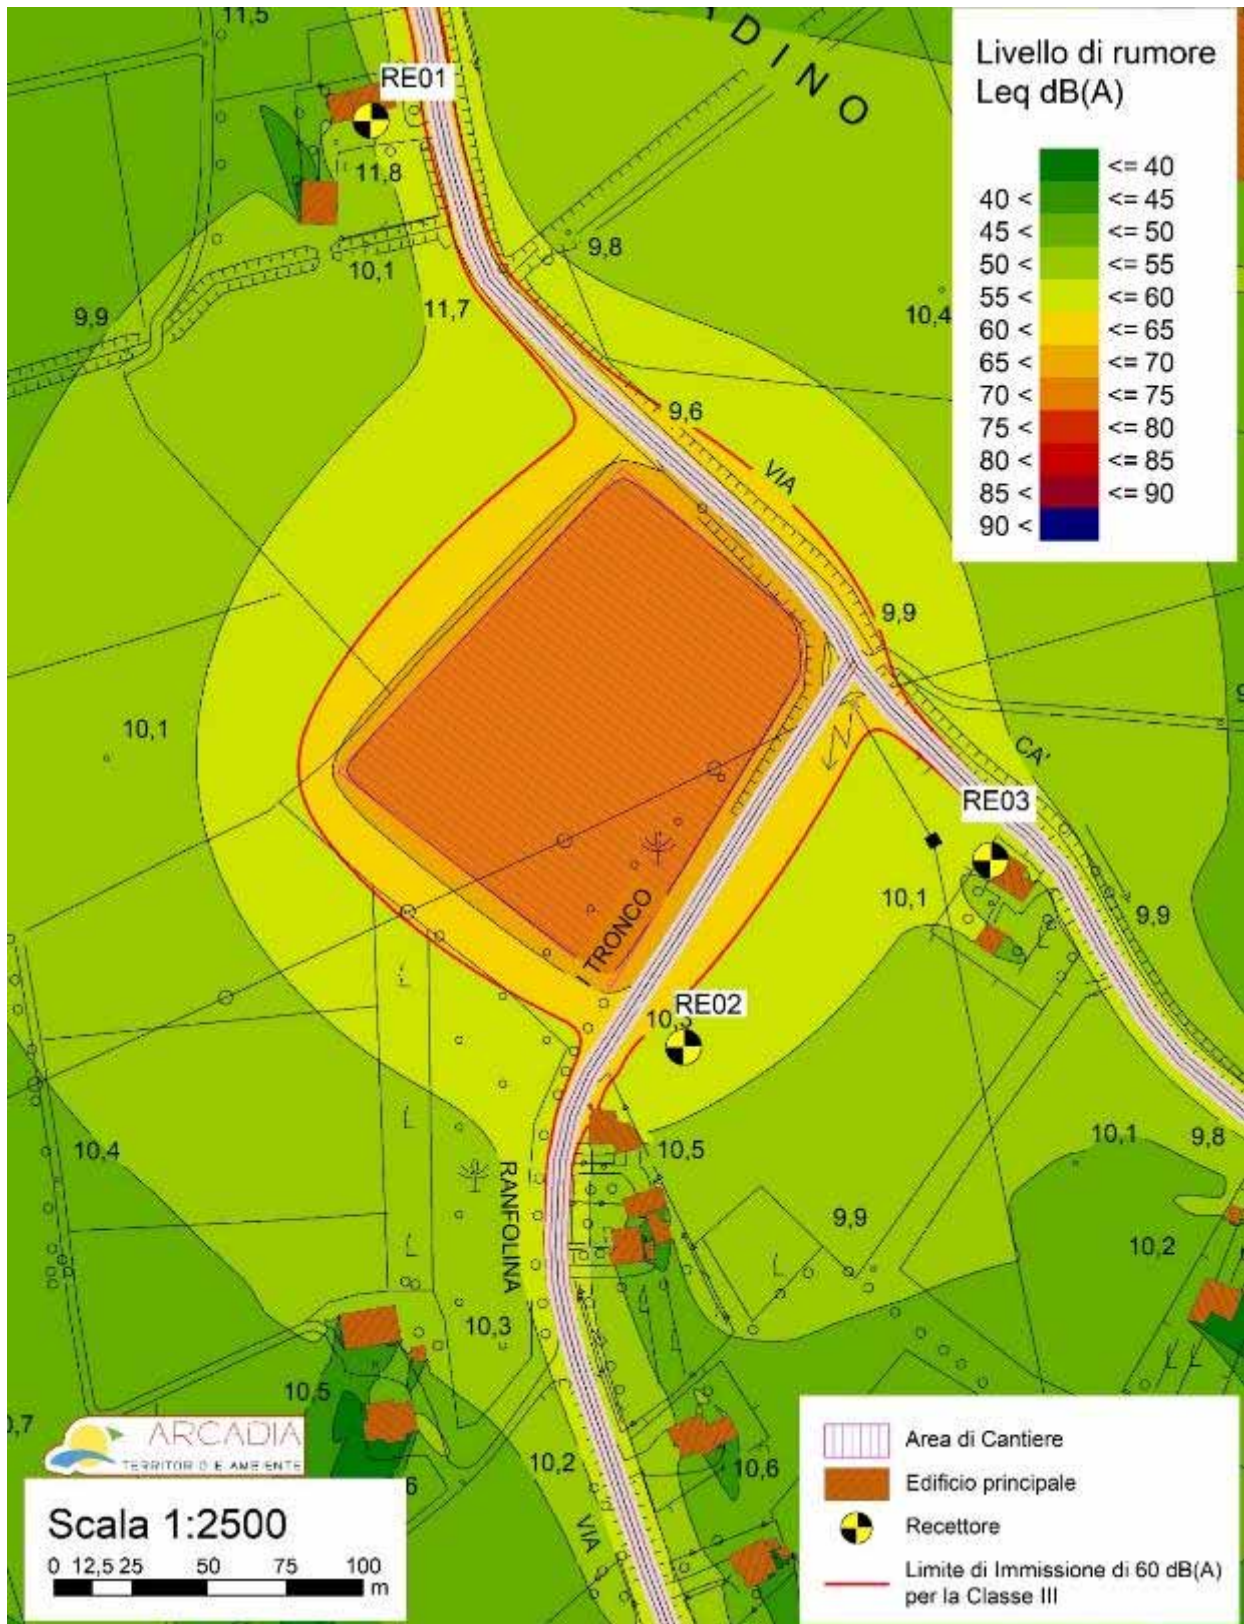 11,5
DINO
RE01
11,8
9,8
10,1
11,7
9,9
10,4
9,6
VIA
9,9
10,1
CA'
RE03
10,1
9,9
I TRONCO
RE02
10,3
10,4
10,5
10,1
9,8
RANFOLINA
9,9
10,2
10,3
10,5
10,2
10,6
VIA
Livello di rumore
Leq dB(A)
<= 40
40 < <= 45
45 < <= 50
50 < <= 55
55 < <= 60
60 < <= 65
65 < <= 70
70 < <= 75
75 < <= 80
80 < <= 85
85 < <= 90
90 <
ARCADIA
TERRITORIO E AMBIENTE
Scala 1:2500
0 12,5 25 50 75 100
m
Area di Cantiere
Edificio principale
Recettore
Limite di Immissione di 60 dB(A)
per la Classe III